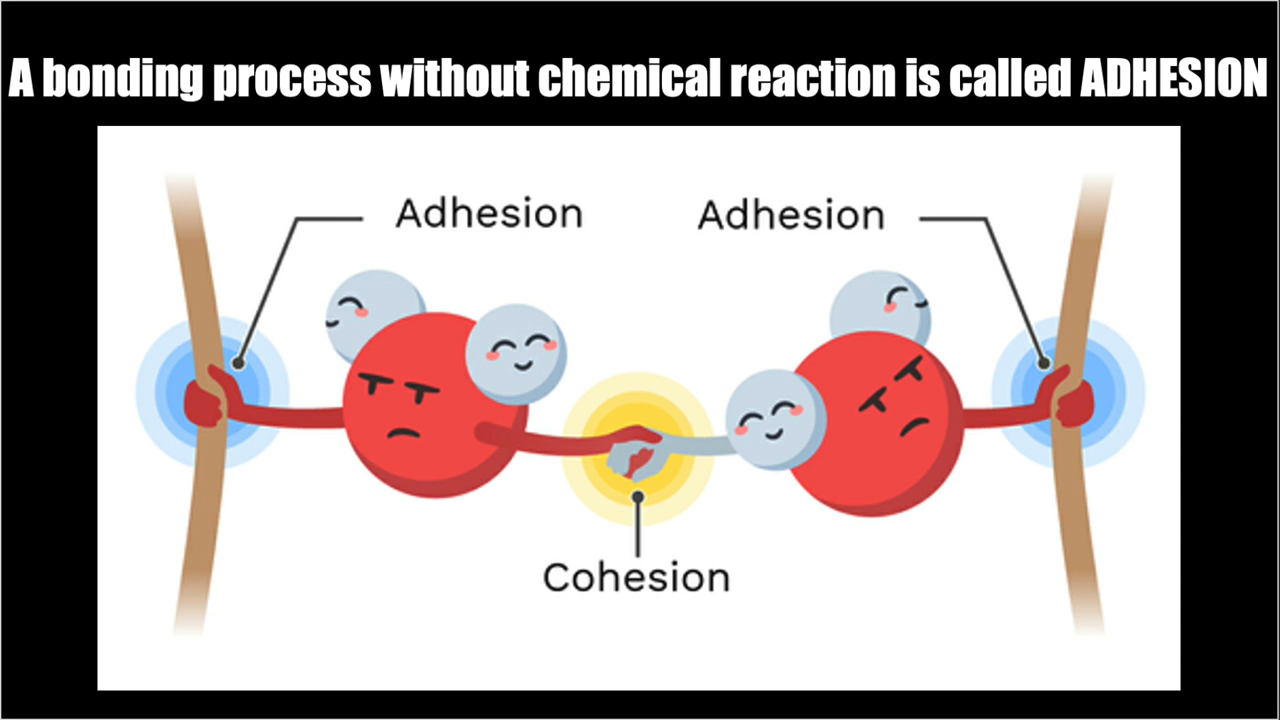 A bonding process without chemical reaction is called ADHESION
Adhesion
Adhesion
Cohesion